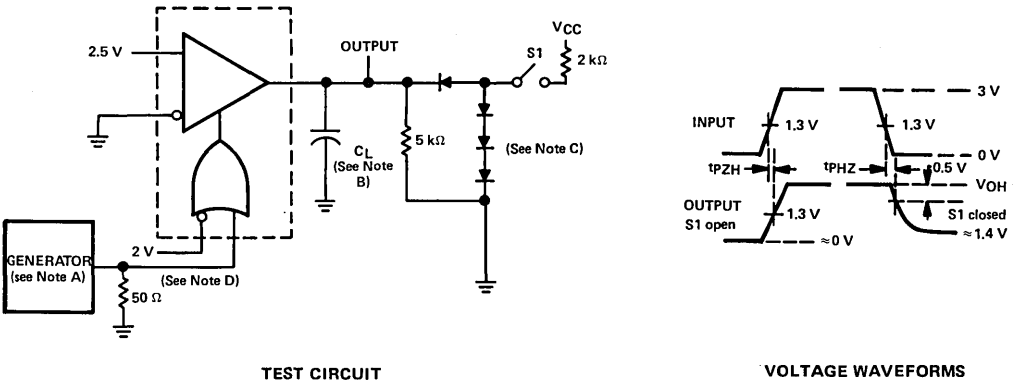 2.5 V
OUTPUT
VCC
S1
2 kΩ
5 kΩ
CL
(See Note
B)
(See Note C)
2 V
GENERATOR
(see Note A)
(See Note D)
50 Ω
TEST CIRCUIT
3 V
INPUT
1.3 V
1.3 V
0 V
tPZH
tPHZ
0.5 V
VOH
OUTPUT
S1 open
1.3 V
S1 closed
≈1.4 V
≈0 V
VOLTAGE WAVEFORMS